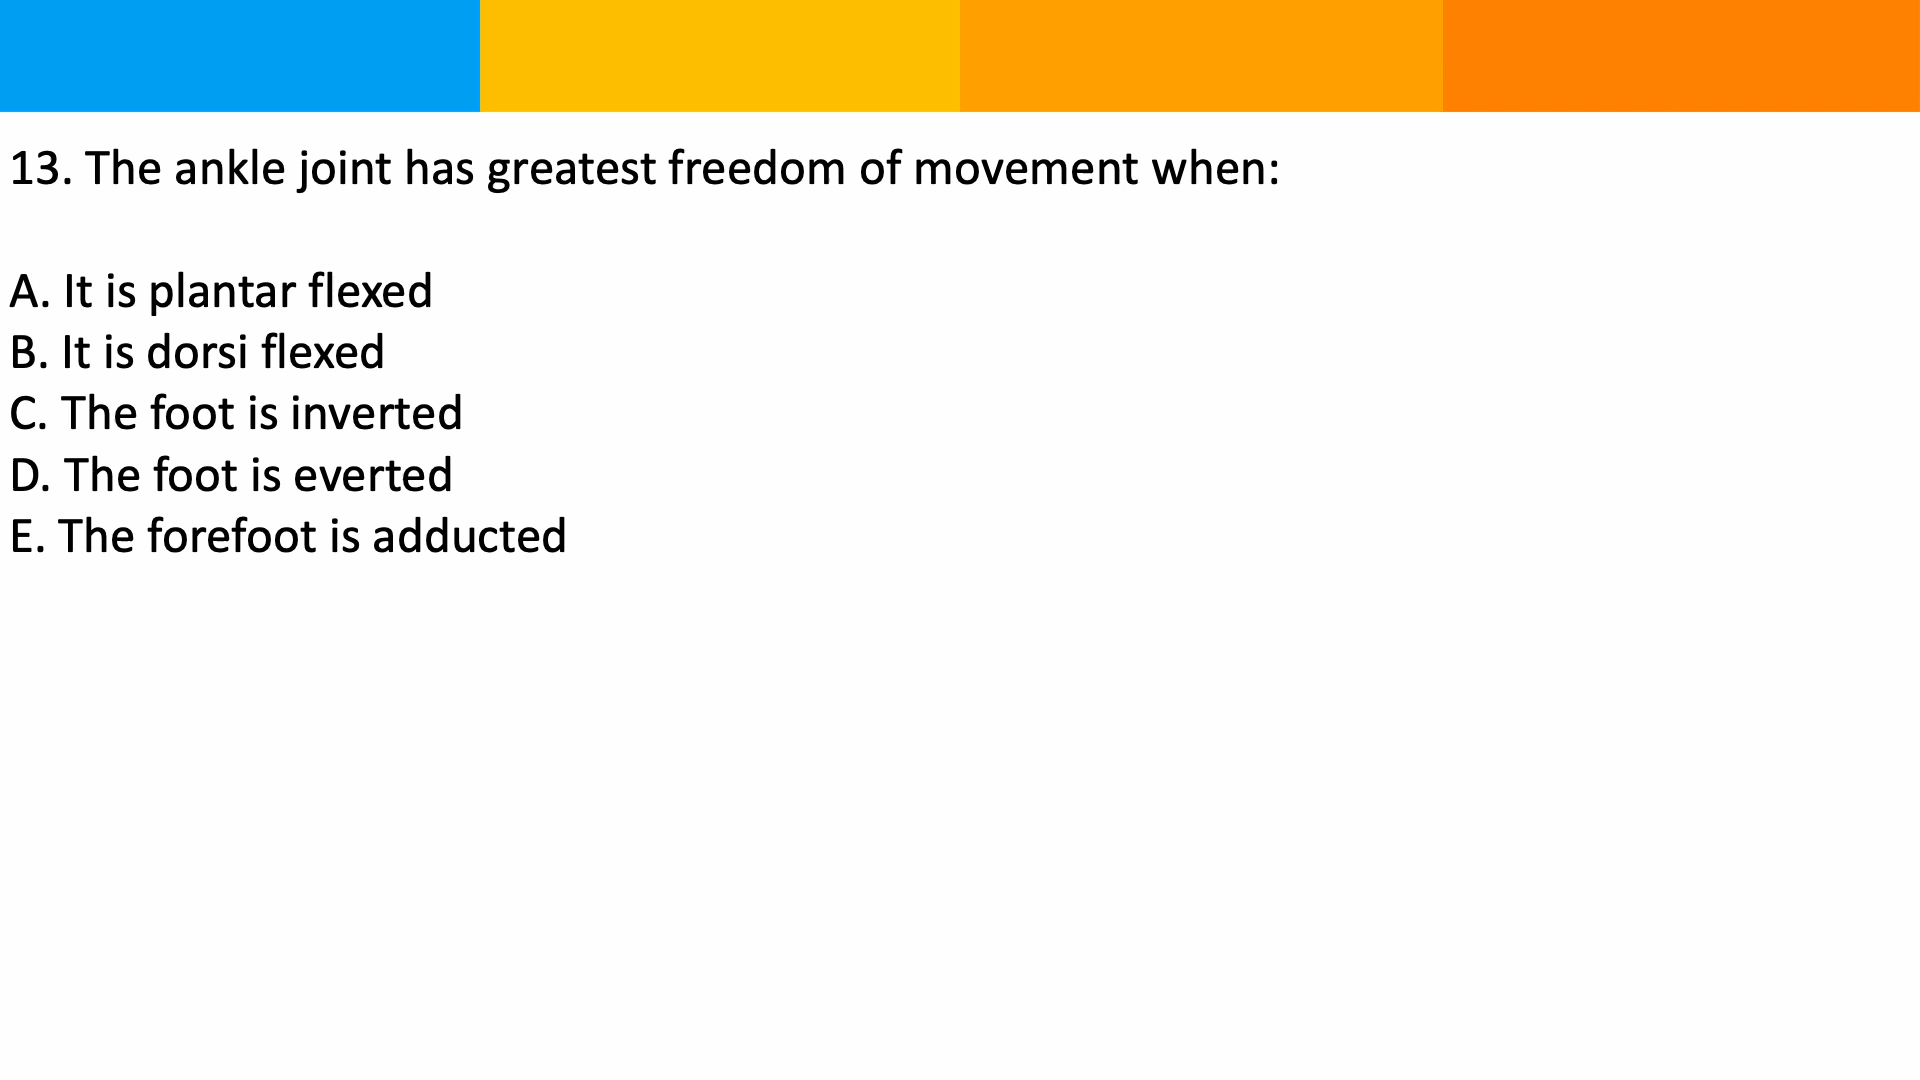 13. The ankle joint has greatest freedom of movement when:
A. It is plantar flexed
B. It is dorsi flexed
C. The foot is inverted
D. The foot is everted
E. The forefoot is adducted